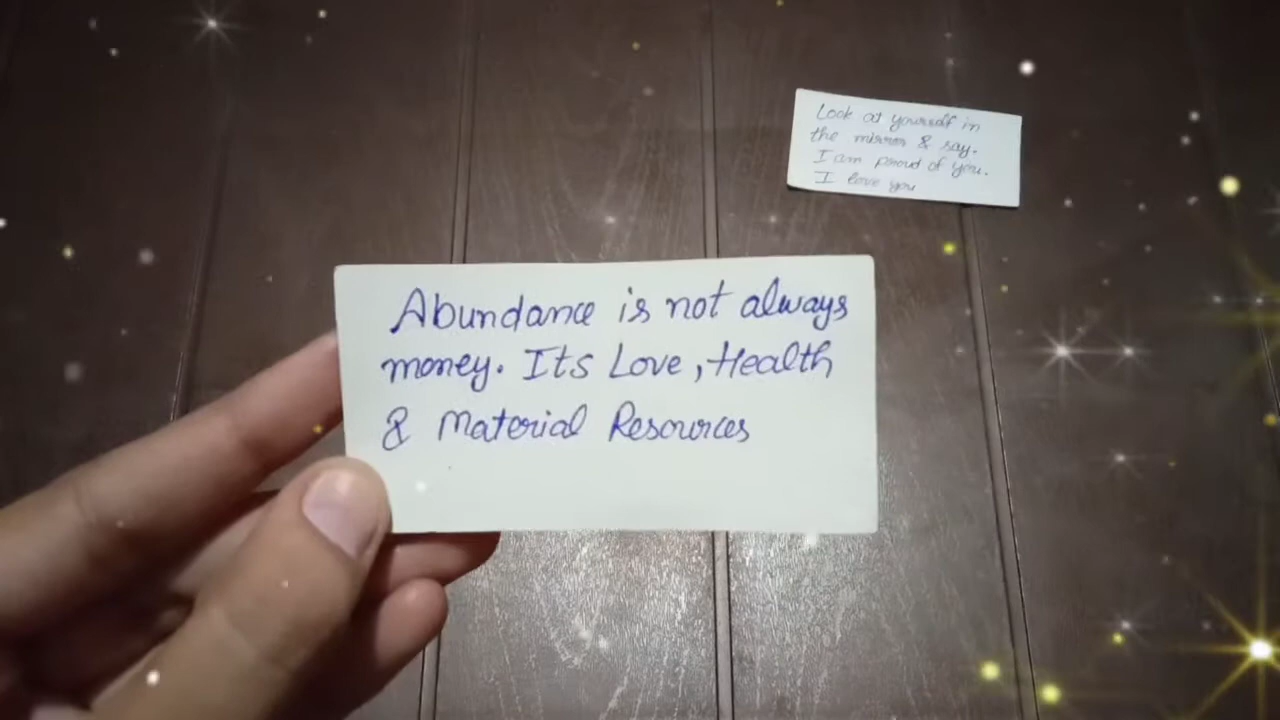 Look at yourself in
the mirror & say.
I am proud of you.
I love you
Abundance is not always
money. Its Love, Health
& Material Resources